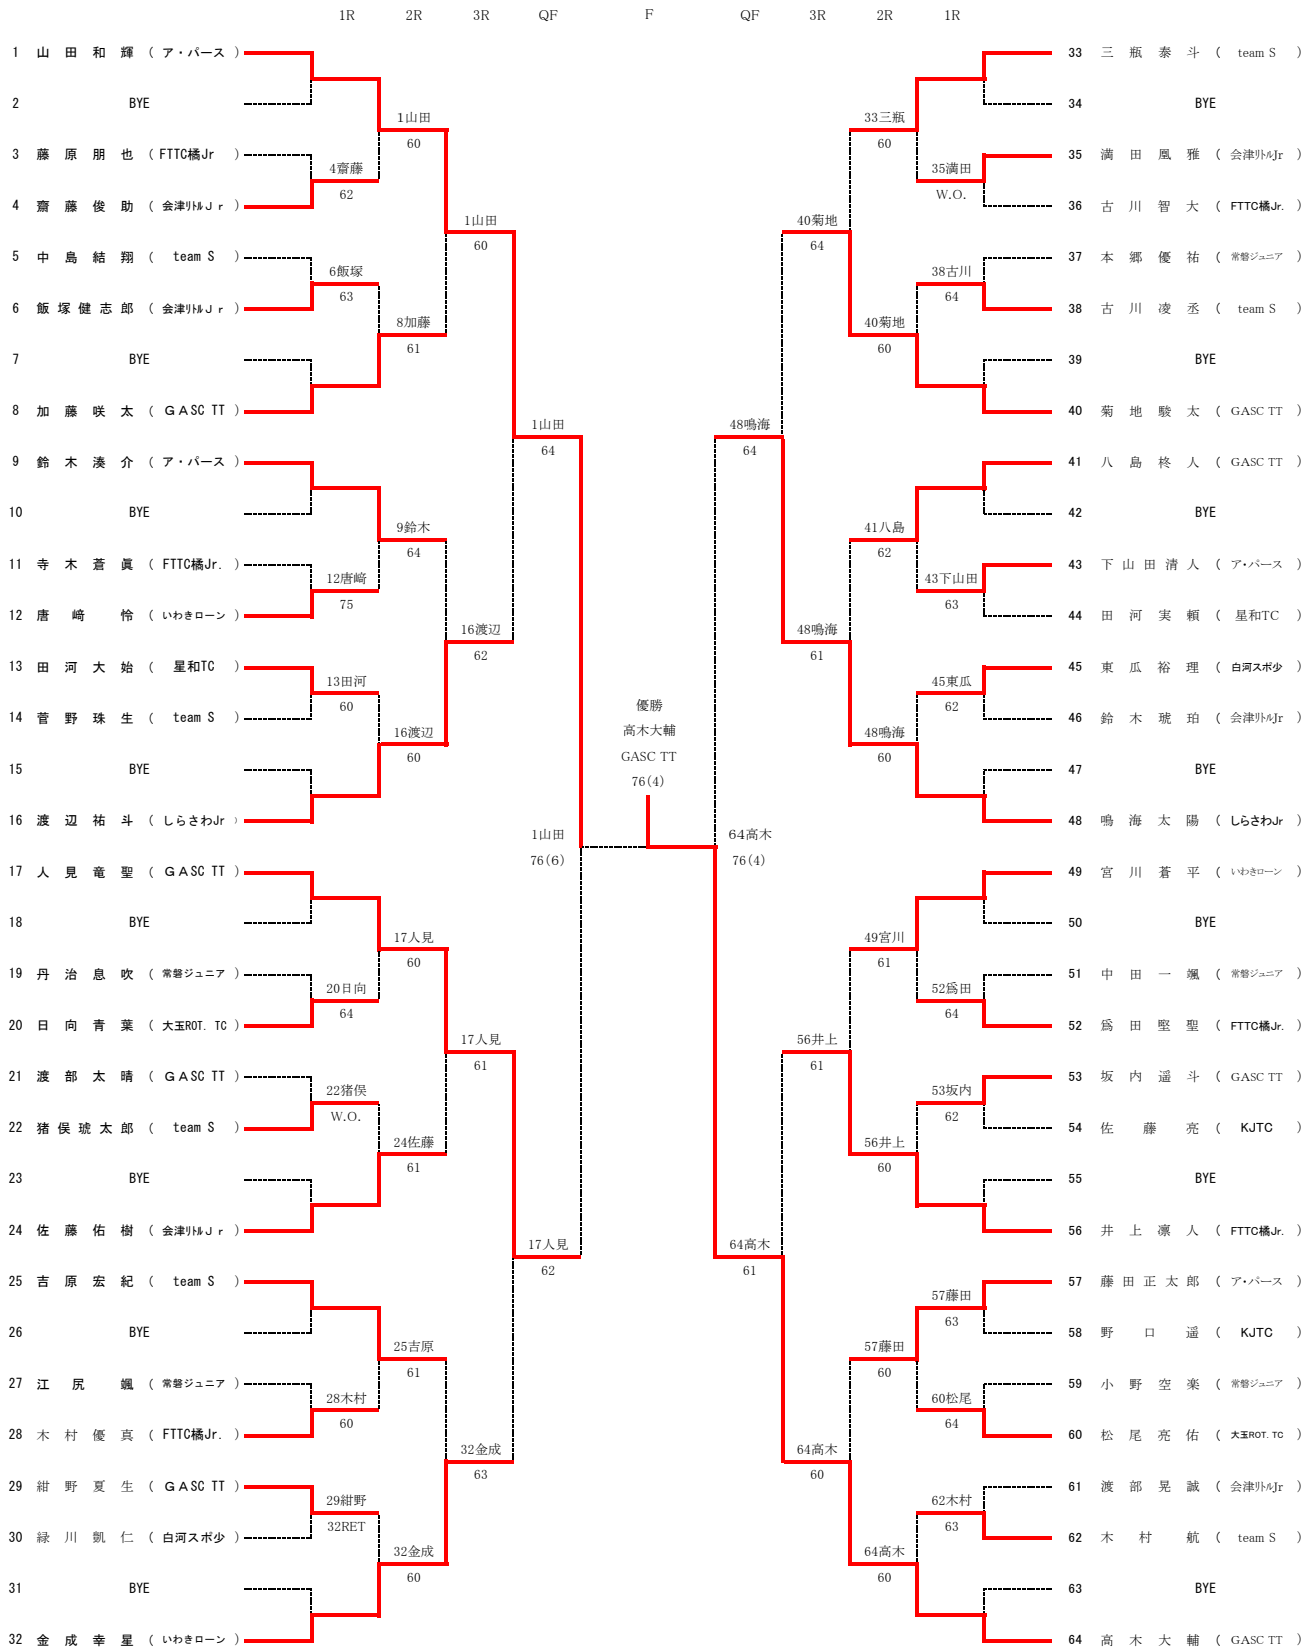 1R 2R 3R QF F QF 3R 2R 1R
1 山田和輝 (ア・パース)
2 BYE
3 藤原朋也 (FTTC橘Jr)
4 齋藤俊助 (会津リトルJr)
5 中島結翔 (team S)
6 飯塚健志郎 (会津リトルJr)
7 BYE
8 加藤咲太 (GASC TT)
9 鈴木湊介 (ア・パース)
10 BYE
11 寺木蒼眞 (FTTC橘Jr.)
12 唐﨑怜 (いわきローン)
13 田河大始 (星和TC)
14 菅野珠生 (team S)
15 BYE
16 渡辺祐斗 (しらさわJr)
17 人見竜聖 (GASC TT)
18 BYE
19 丹治息吹 (常磐ジュニア)
20 日向青葉 (大玉ROT. TC)
21 渡部太晴 (GASC TT)
22 猪俣琥太郎 (team S)
23 BYE
24 佐藤佑樹 (会津リトルJr)
25 吉原宏紀 (team S)
26 BYE
27 江尻颯 (常磐ジュニア)
28 木村優真 (FTTC橘Jr.)
29 紺野夏生 (GASC TT)
30 緑川凱仁 (白河スポ少)
31 BYE
32 金成幸星 (いわきローン)
4齋藤
62
6飯塚
63
12唐﨑
75
13田河
60
20日向
64
22猪俣
W.O.
28木村
60
29紺野
32RET
1山田
60
8加藤
61
9鈴木
64
16渡辺
60
17人見
60
24佐藤
61
25吉原
61
32金成
60
1山田
60
16渡辺
62
17人見
61
32金成
63
1山田
64
17人見
62
1山田
76(6)
優勝
高木大輔
GASC TT
76(4)
64高木
76(4)
48鳴海
64
64高木
61
40菊地
64
48鳴海
61
56井上
61
64高木
60
33三瓶
60
40菊地
60
41八島
62
48鳴海
60
49宮川
61
56井上
60
57藤田
60
64高木
60
35満田
W.O.
38古川
64
43下山田
63
45東瓜
62
52爲田
64
53坂内
62
57藤田
63
60松尾
64
62木村
63
33 三瓶泰斗 (team S)
34 BYE
35 満田凰雅 (会津リトルJr)
36 古川智大 (FTTC橘Jr.)
37 本郷優祐 (常磐ジュニア)
38 古川凌丞 (team S)
39 BYE
40 菊地駿太 (GASC TT)
41 八島柊人 (GASC TT)
42 BYE
43 下山田清人 (ア・パース)
44 田河実頼 (星和TC)
45 東瓜裕理 (白河スポ少)
46 鈴木琥珀 (会津リトルJr)
47 BYE
48 鳴海太陽 (しらさわJr)
49 宮川蒼平 (いわきローン)
50 BYE
51 中田一颯 (常磐ジュニア)
52 爲田堅聖 (FTTC橘Jr.)
53 坂内遥斗 (GASC TT)
54 佐藤亮 (KJTC)
55 BYE
56 井上凛人 (FTTC橘Jr.)
57 藤田正太郎 (ア・パース)
58 野口遥 (KJTC)
59 小野空楽 (常磐ジュニア)
60 松尾亮佑 (大玉ROT. TC)
61 渡部晃誠 (会津リトルJr)
62 木村航 (team S)
63 BYE
64 高木大輔 (GASC TT)